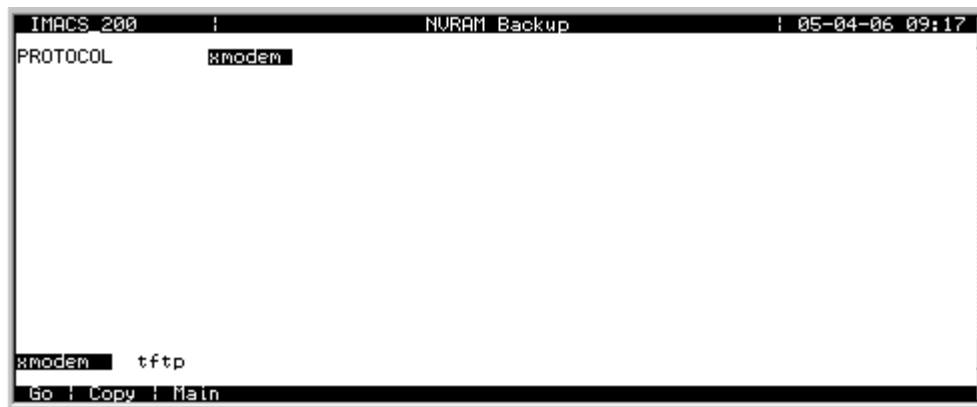 IMACS_200 ¦ NVRAM Backup ¦ 05-04-06 09:17
PROTOCOL xmodem
xmodem tftp
Go ¦ Copy ¦ Main